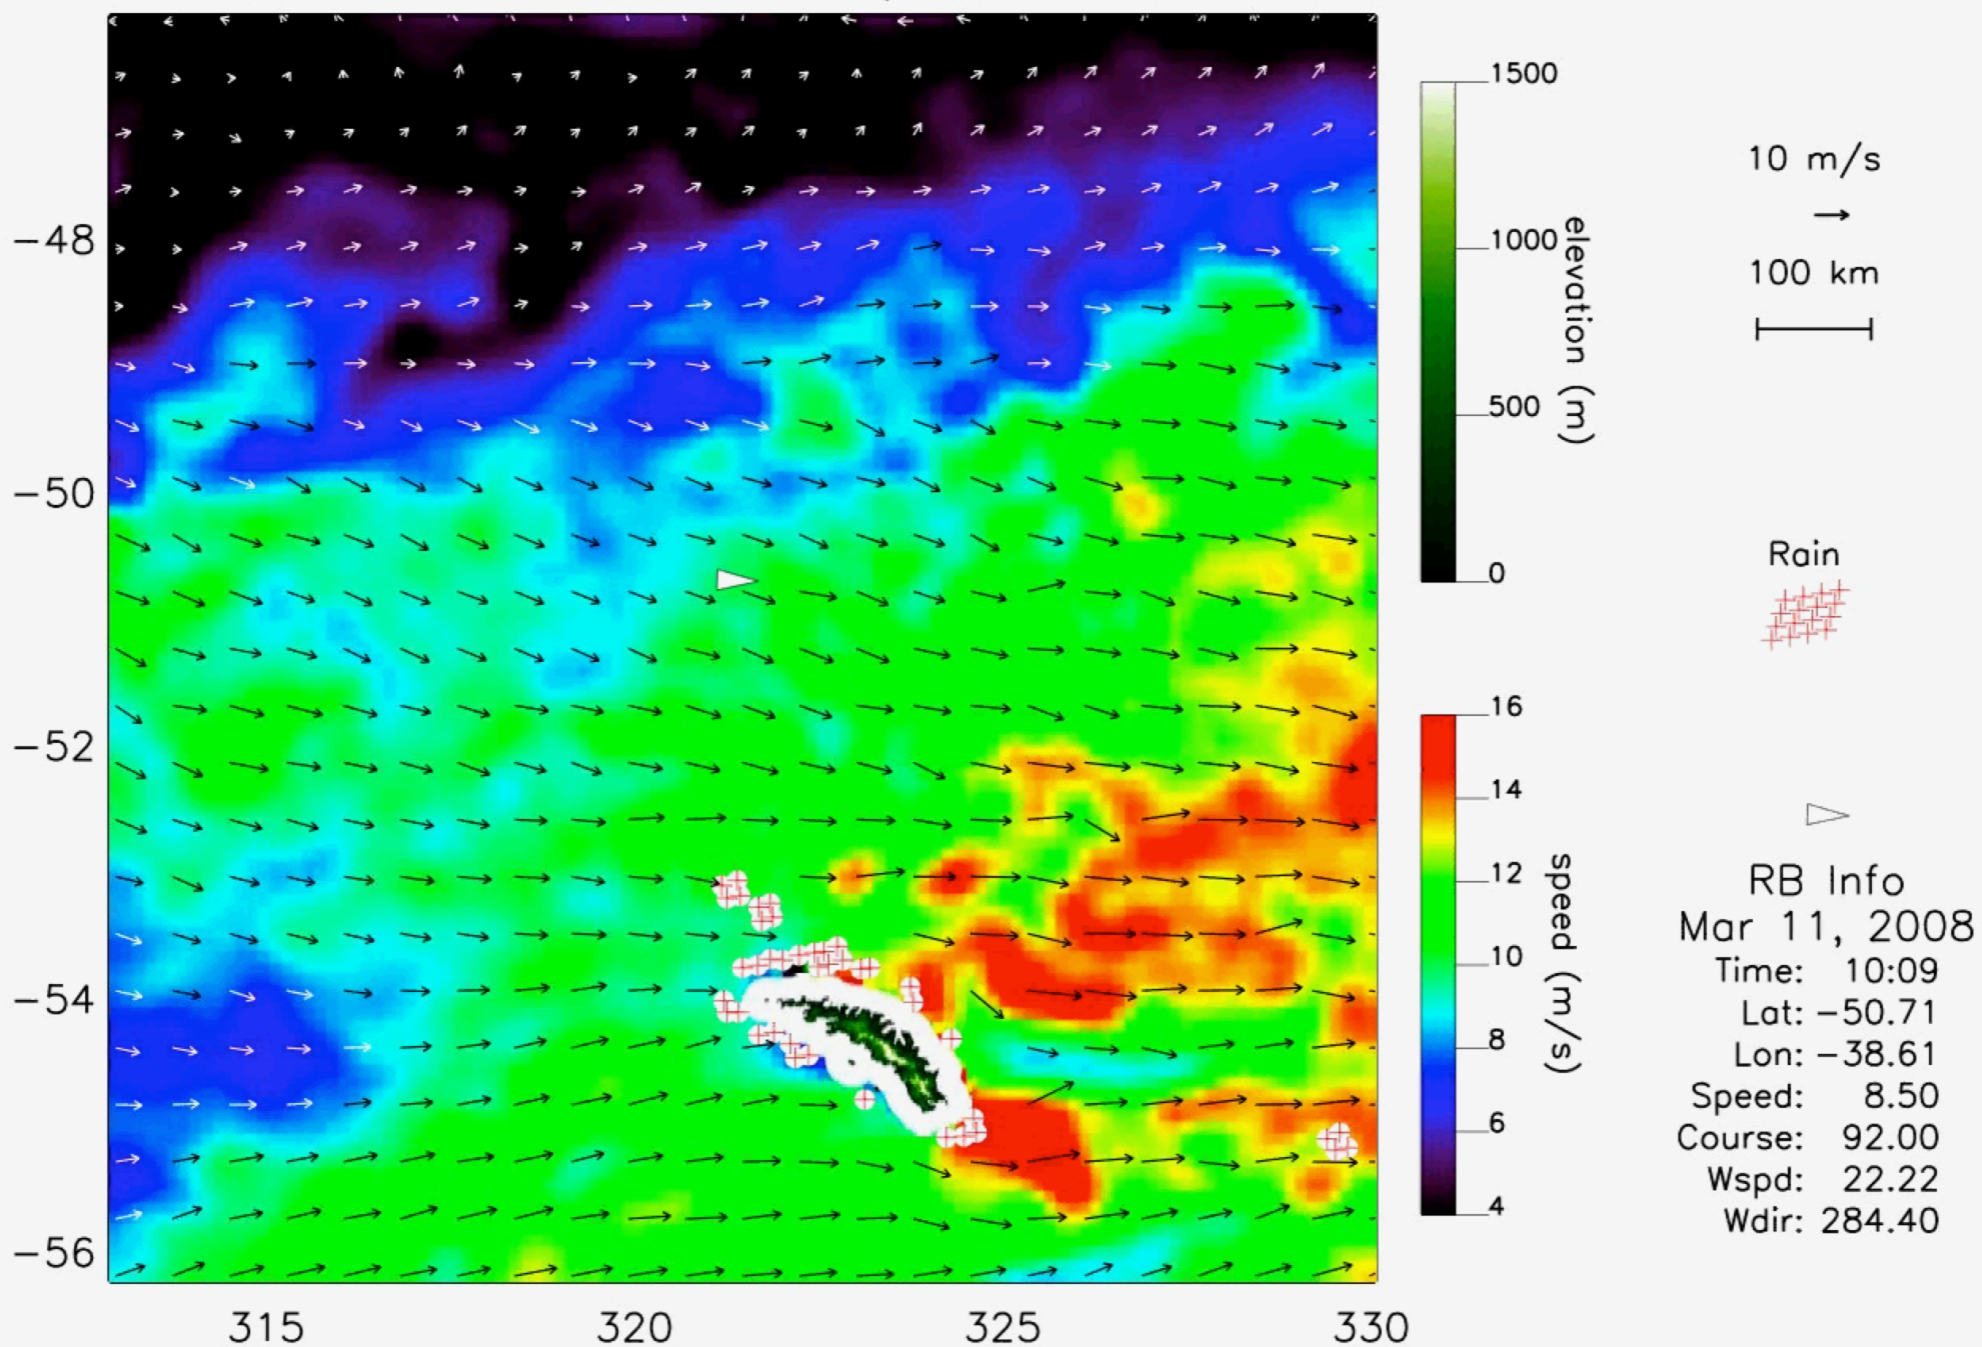 -48
-50
-52
-54
-56
315
320
325
330
1500
1000
500
0
elevation (m)
16
14
12
10
8
6
4
speed (m/s)
10 m/s
100 km
Rain
RB Info
Mar 11, 2008
Time: 10:09
Lat: -50.71
Lon: -38.61
Speed: 8.50
Course: 92.00
Wspd: 22.22
Wdir: 284.40